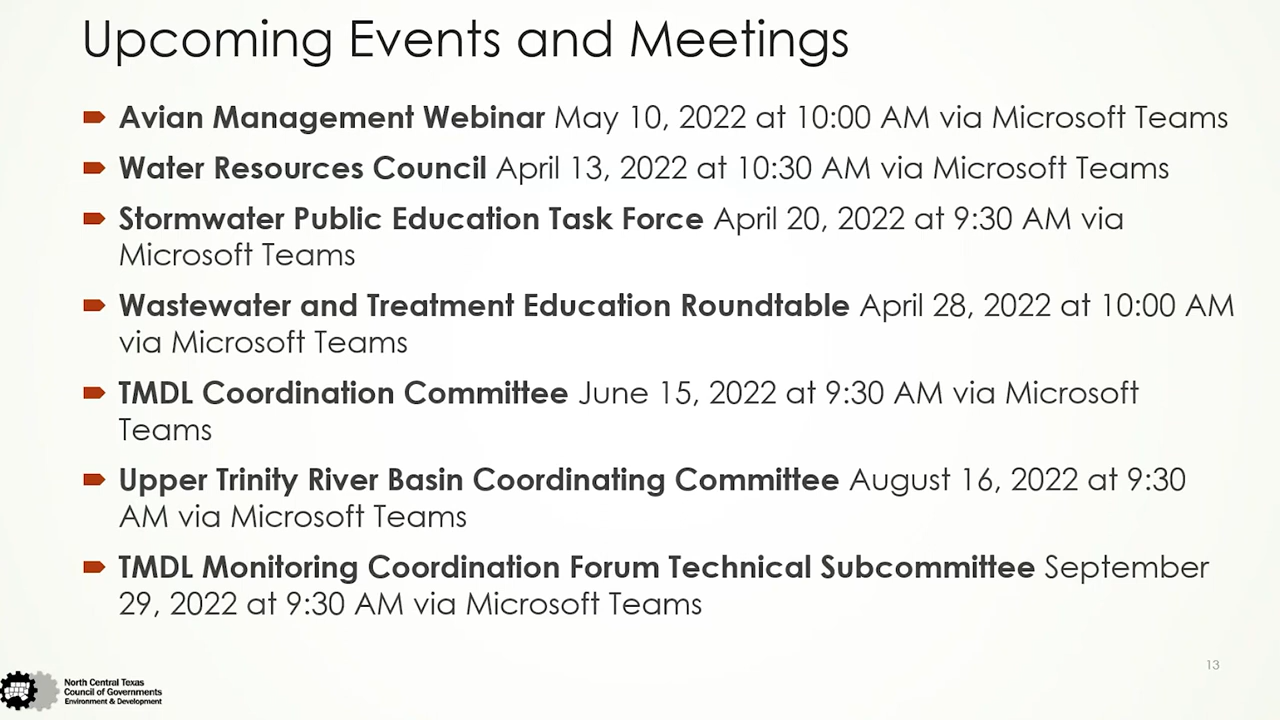 Upcoming Events and Meetings
Avian Management Webinar May 10, 2022 at 10:00 AM via Microsoft Teams
Water Resources Council April 13, 2022 at 10:30 AM via Microsoft Teams
Stormwater Public Education Task Force April 20, 2022 at 9:30 AM via
Microsoft Teams
Wastewater and Treatment Education Roundtable April 28, 2022 at 10:00 AM
via Microsoft Teams
TMDL Coordination Committee June 15, 2022 at 9:30 AM via Microsoft
Teams
Upper Trinity River Basin Coordinating Committee August 16, 2022 at 9:30
AM via Microsoft Teams
TMDL Monitoring Coordination Forum Technical Subcommittee September
29, 2022 at 9:30 AM via Microsoft Teams
13
North Central Texas
Council of Governments
Environment & Development